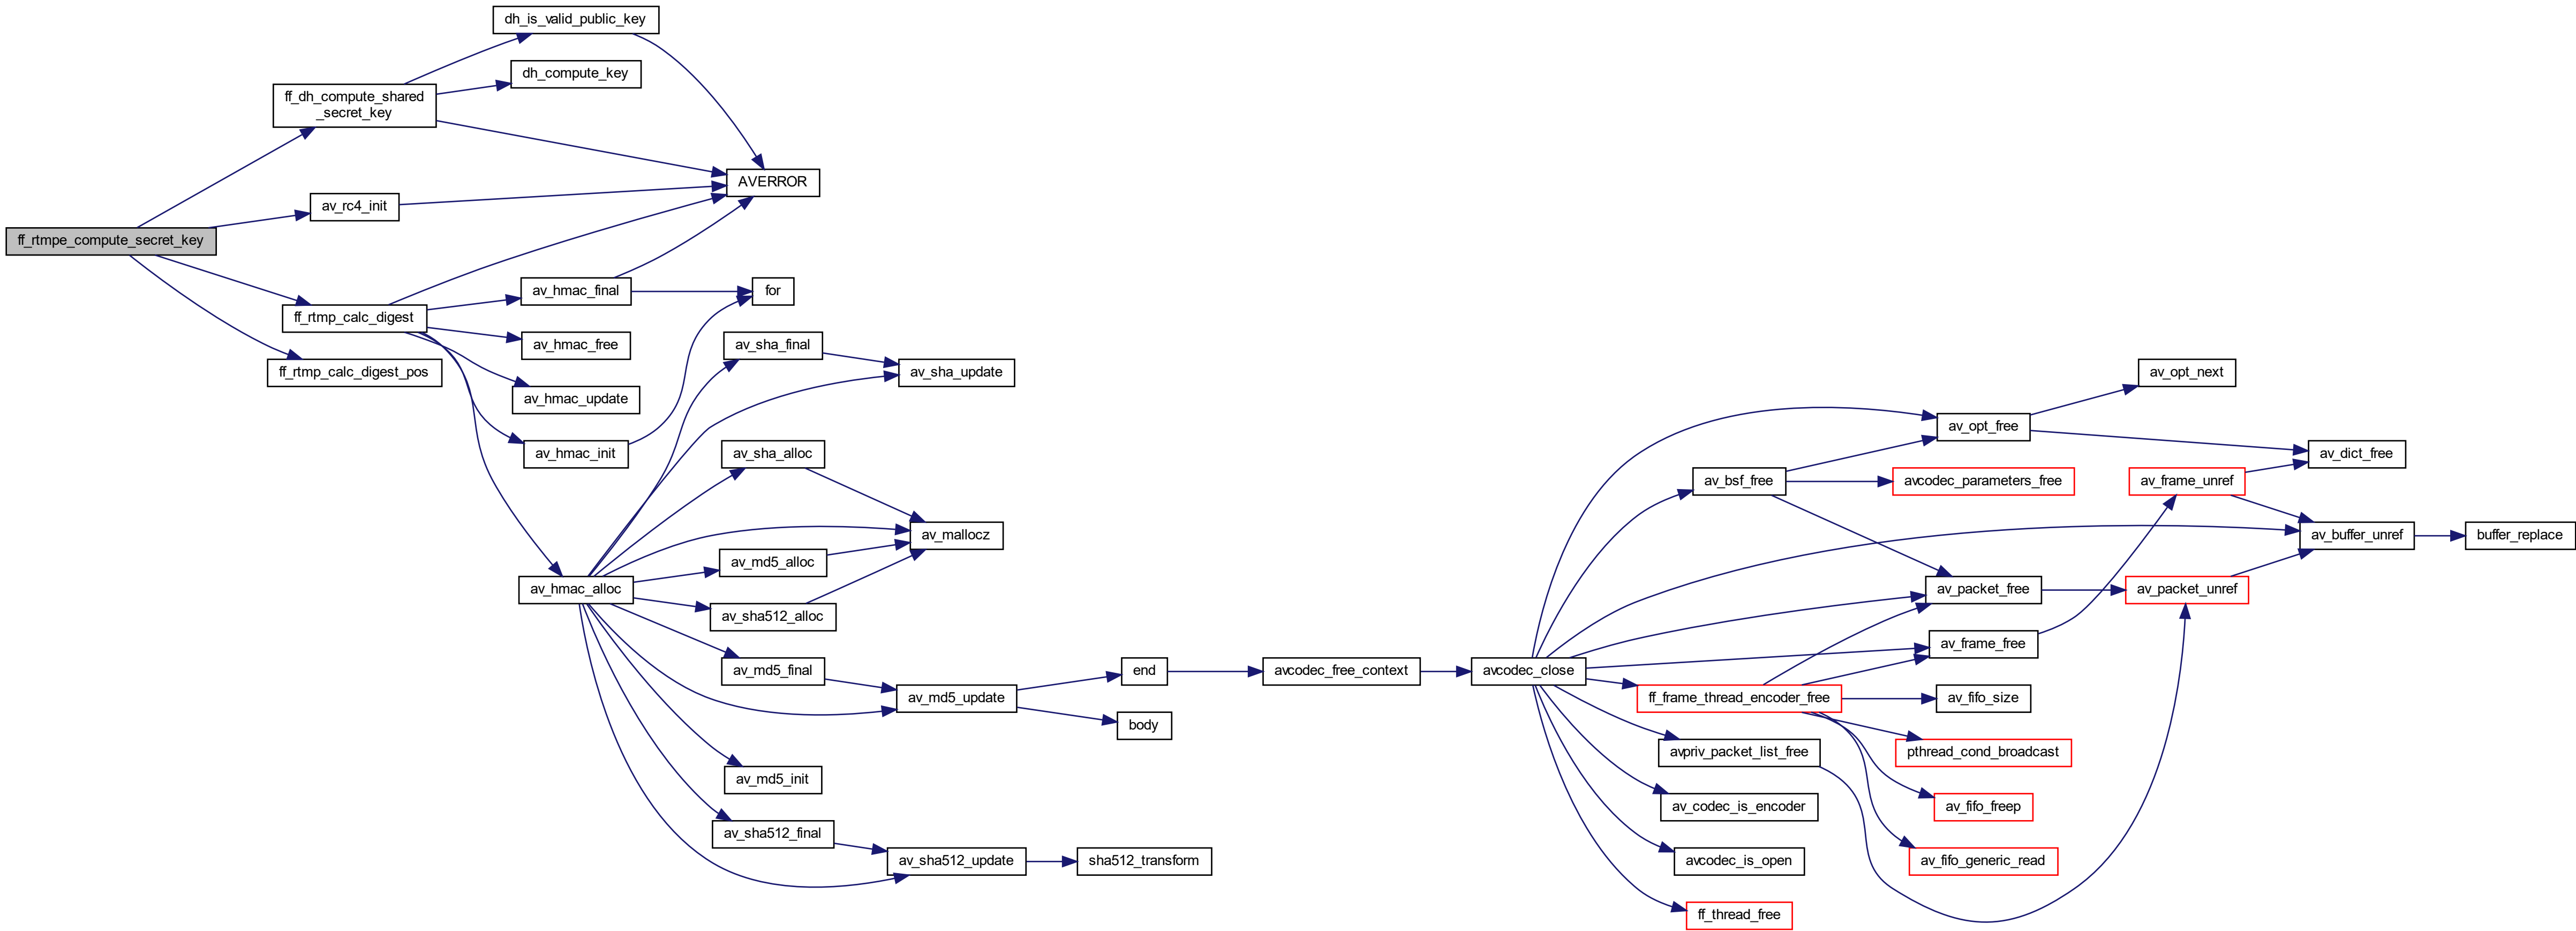 ff_rtmpe_compute_secret_key
ff_dh_compute_shared
_secret_key
av_rc4_init
ff_rtmp_calc_digest
ff_rtmp_calc_digest_pos
dh_is_valid_public_key
dh_compute_key
av_hmac_final
av_hmac_free
av_hmac_update
av_hmac_init
av_hmac_alloc
AVERROR
for
av_sha_final
av_sha_alloc
av_md5_alloc
av_sha512_alloc
av_md5_final
av_md5_init
av_sha512_final
av_sha_update
av_mallocz
av_md5_update
av_sha512_update
end
body
sha512_transform
avcodec_free_context
avcodec_close
av_bsf_free
ff_frame_thread_encoder_free
avpriv_packet_list_free
av_codec_is_encoder
avcodec_is_open
ff_thread_free
av_opt_free
avcodec_parameters_free
av_packet_free
av_frame_free
av_fifo_size
pthread_cond_broadcast
av_fifo_freep
av_fifo_generic_read
av_opt_next
av_frame_unref
av_packet_unref
av_dict_free
av_buffer_unref
buffer_replace